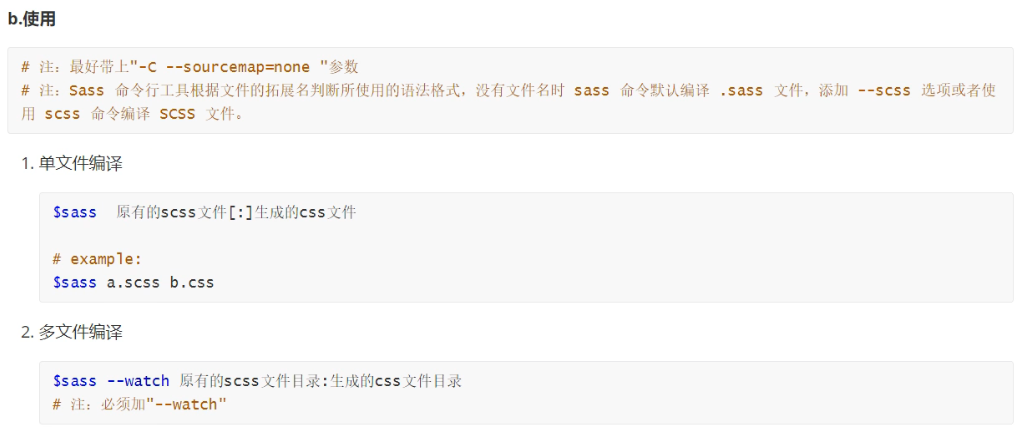 b.使用
# 注：最好带上"-C --sourcemap=none "参数
# 注：Sass 命令行工具根据文件的拓展名判断所使用的语法格式，没有文件名时 sass 命令默认编译 .sass 文件，添加 --scss 选项或者使
用 scss 命令编译 SCSS 文件。
1. 单文件编译
$sass  原有的scss文件[:]生成的css文件
# example:
$sass a.scss b.css
2. 多文件编译
$sass --watch 原有的scss文件目录:生成的css文件目录
# 注：必须加"--watch"